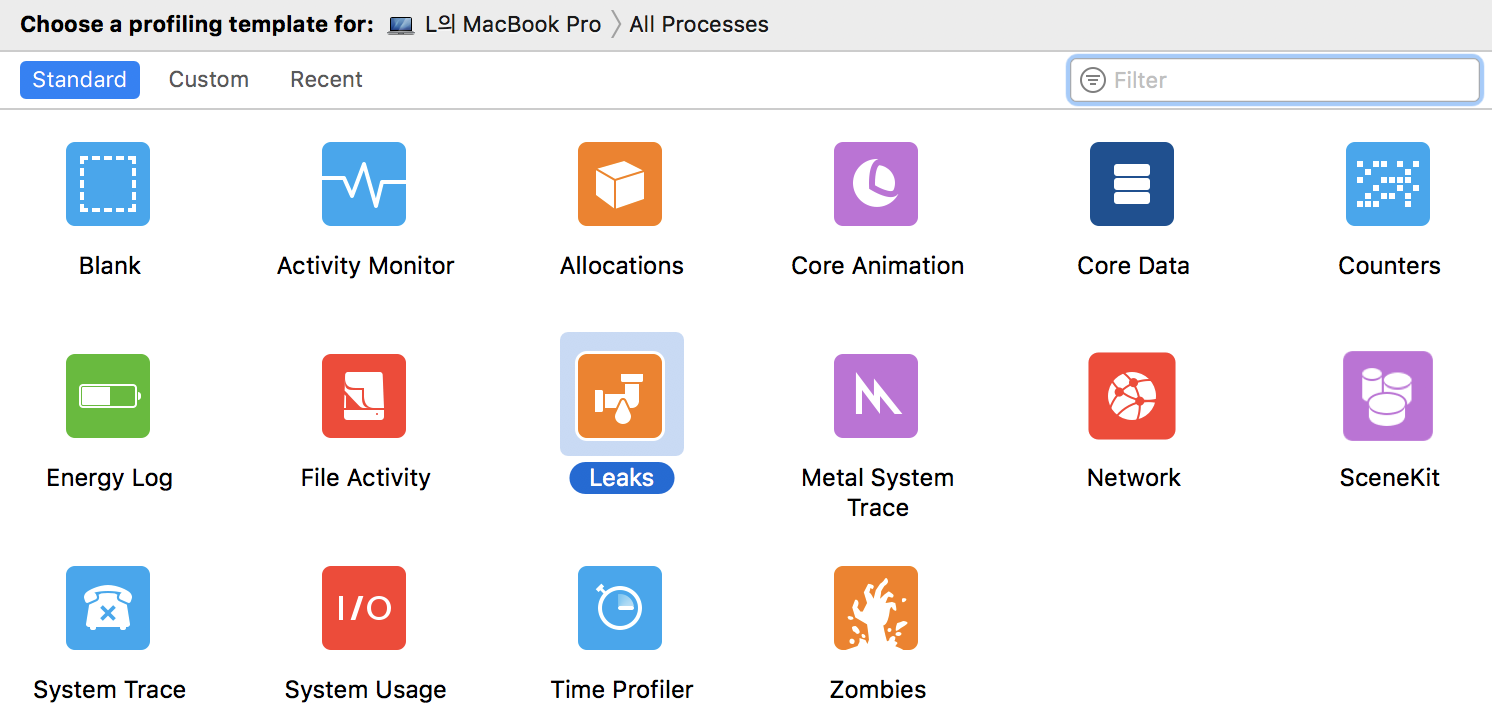 Choose a profiling template for: L의 MacBook Pro All Processes
Standard Custom Recent Filter
Blank Activity Monitor Allocations Core Animation Core Data Counters
Energy Log File Activity Leaks Metal System Trace Network SceneKit
I/O
System Trace System Usage Time Profiler Zombies